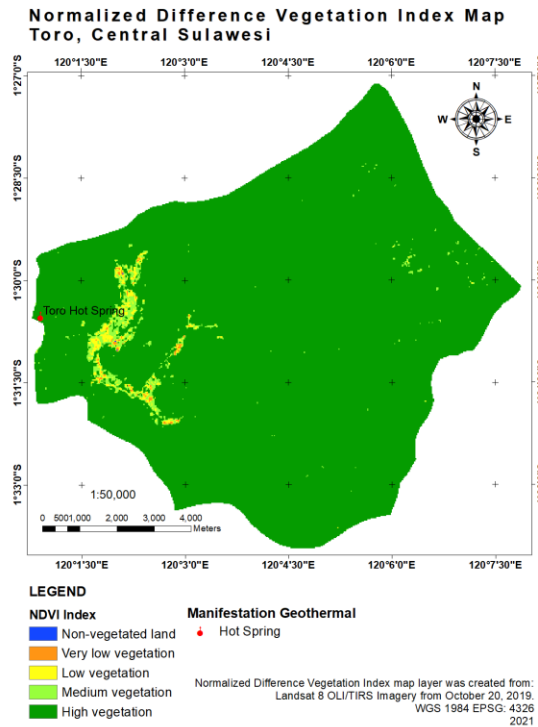 Normalized Difference Vegetation Index Map
Toro, Central Sulawesi
120°1'30"E 120°3'0"E 120°4'30"E 120°6'0"E 120°7'30"E
1°27'0"S
N
W E
S
1°28'30"S
1°30'0"S
Toro Hot Spring
1°31'30"S
1°33'0"S
1:50,000
0 5001,000 2,000 3,000 4,000
Meters
120°1'30"E 120°3'0"E 120°4'30"E 120°6'0"E 120°7'30"E
LEGEND
NDVI Index
Non-vegetated land
Very low vegetation
Low vegetation
Medium vegetation
High vegetation
Manifestation Geothermal
Hot Spring
Normalized Difference Vegetation Index map layer was created from:
Landsat 8 OLI/TIRS Imagery from October 20, 2019.
WGS 1984 EPSG: 4326
2021